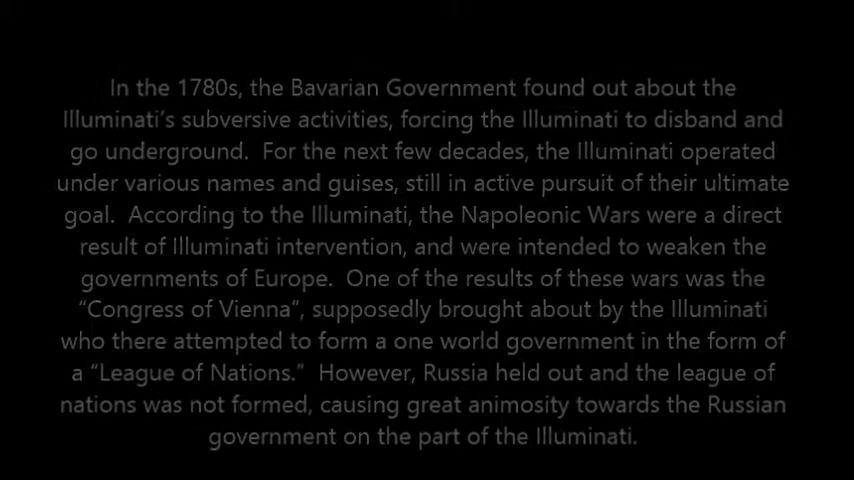 In the 1780s, the Bavarian Government found out about the
Illuminati's subversive activities, forcing the Illuminati to disband and
go underground.  For the next few decades, the Illuminati operated
under various names and guises, still in active pursuit of their ultimate
goal.  According to the Illuminati, the Napoleonic Wars were a direct
result of Illuminati intervention, and were intended to weaken the
governments of Europe.  One of the results of these wars was the
“Congress of Vienna”, supposedly brought about by the Illuminati
who there attempted to form a one world government in the form of
a “League of Nations.”  However, Russia held out and the league of
nations was not formed, causing great animosity towards the Russian
government on the part of the Illuminati.